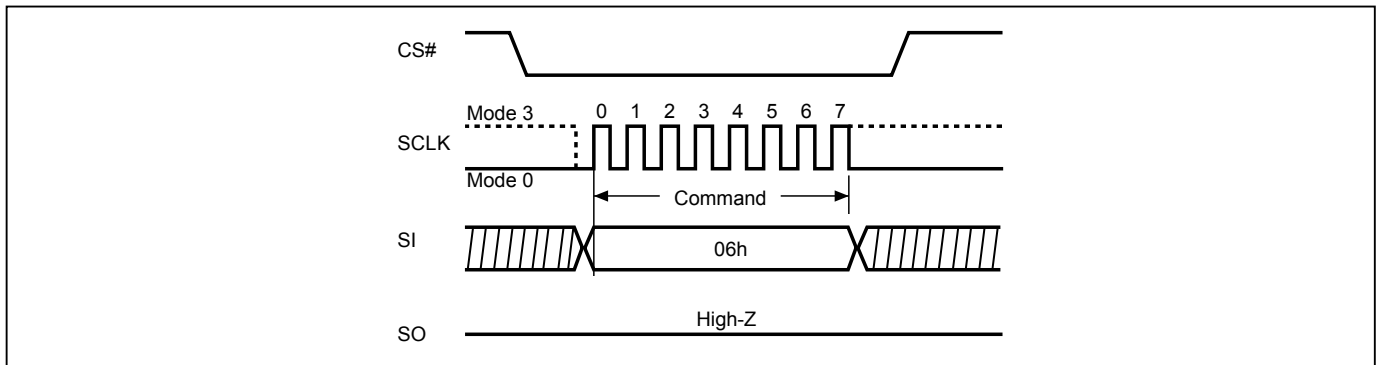 CS#
Mode 3 0 1 2 3 4 5 6 7
SCLK
Mode 0
Command
SI 06h
High-Z
SO